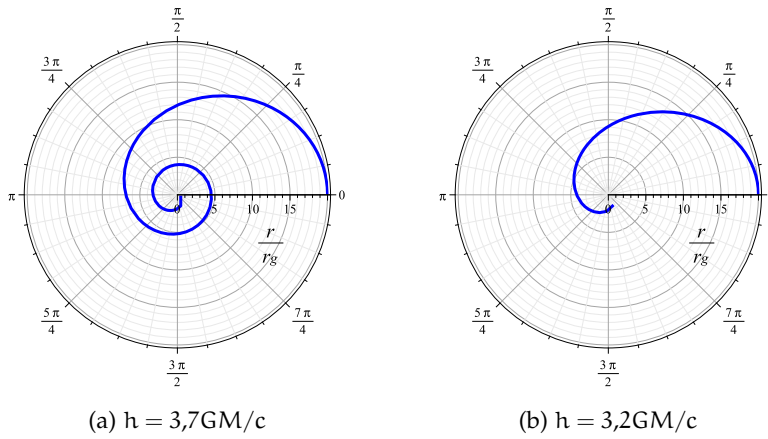 π/2 π/2
3π/4 π/4 3π/4 π/4
π 0 5 10 15 0 π 0 5 10 15
r/r_g r/r_g
5π/4 7π/4 5π/4 7π/4
3π/2 3π/2
(a) h = 3,7GM/c (b) h = 3,2GM/c